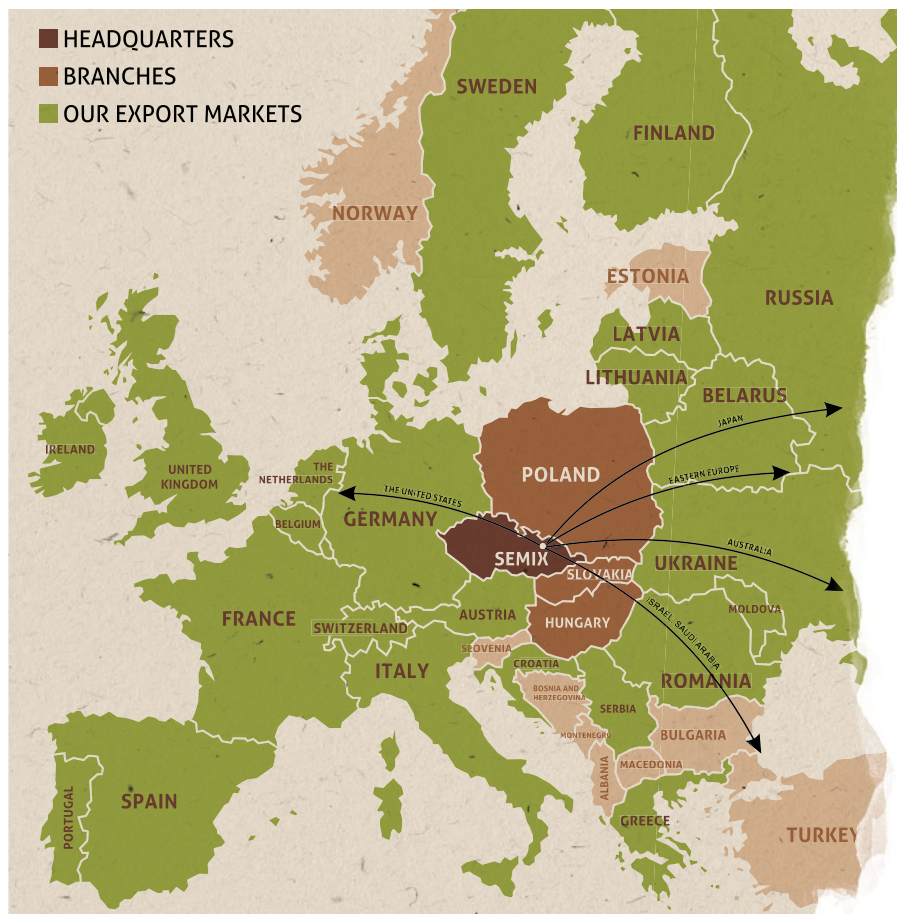 HEADQUARTERS
BRANCHES
OUR EXPORT MARKETS
SWEDEN
FINLAND
NORWAY
ESTONIA
RUSSIA
LATVIA
LITHUANIA
BELARUS
JAPAN
IRELAND
UNITED
KINGDOM
THE
NETHERLANDS
POLAND
EASTERN EUROPE
THE UNITED STATES
BELGIUM
GERMANY
AUSTRALIA
SEMIX
UKRAINE
SLOVAKIA
ISRAEL, SAUDI ARABIA
MOLDOVA
FRANCE
SWITZERLAND
AUSTRIA
HUNGARY
SLOVENIA
CROATIA
ITALY
ROMANIA
BOSNIA AND
HERZEGOVINA
SERBIA
MONTENEGRO
BULGARIA
MACEDONIA
ALBANIA
PORTUGAL
SPAIN
GREECE
TURKEY